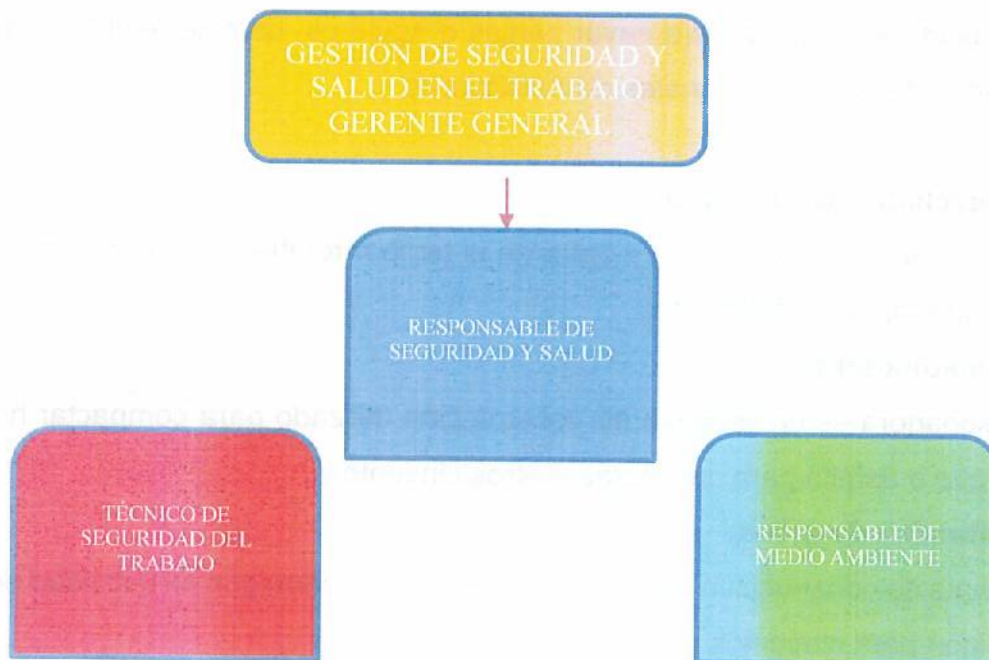 GESTIÓN DE SEGURIDAD Y
SALUD EN EL TRABAJO
GERENTE GENERAL
RESPONSABLE DE
SEGURIDAD Y SALUD
TÉCNICO DE
SEGURIDAD DEL
TRABAJO
RESPONSABLE DE
MEDIO AMBIENTE